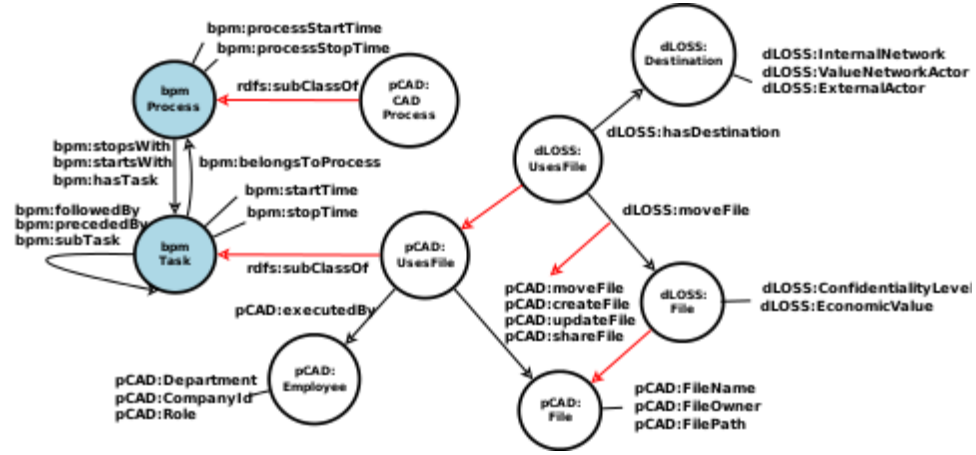 bpm:processStartTime
bpm:processStopTime
bpm
Process
rdfs:subClassOf
pCAD:
CAD
Process
dLOSS:
Destination
dLOSS:InternalNetwork
dLOSS:ValueNetworkActor
dLOSS:ExternalActor
dLOSS:hasDestination
bpm:stopsWith
bpm:startsWith
bpm:hasTask
bpm:belongsToProcess
dLOSS:
UsesFile
bpm:startTime
bpm:stopTime
bpm:followedBy
bpm:precededBy
bpm:subTask
bpm
Task
rdfs:subClassOf
pCAD:
UsesFile
dLOSS:moveFile
pCAD:moveFile
pCAD:createFile
pCAD:updateFile
pCAD:shareFile
dLOSS:
File
dLOSS:ConfidentialityLevel
dLOSS:EconomicValue
pCAD:executedBy
pCAD:
Employee
pCAD:Department
pCAD:CompanyId
pCAD:Role
pCAD:
File
pCAD:FileName
pCAD:FileOwner
pCAD:FilePath